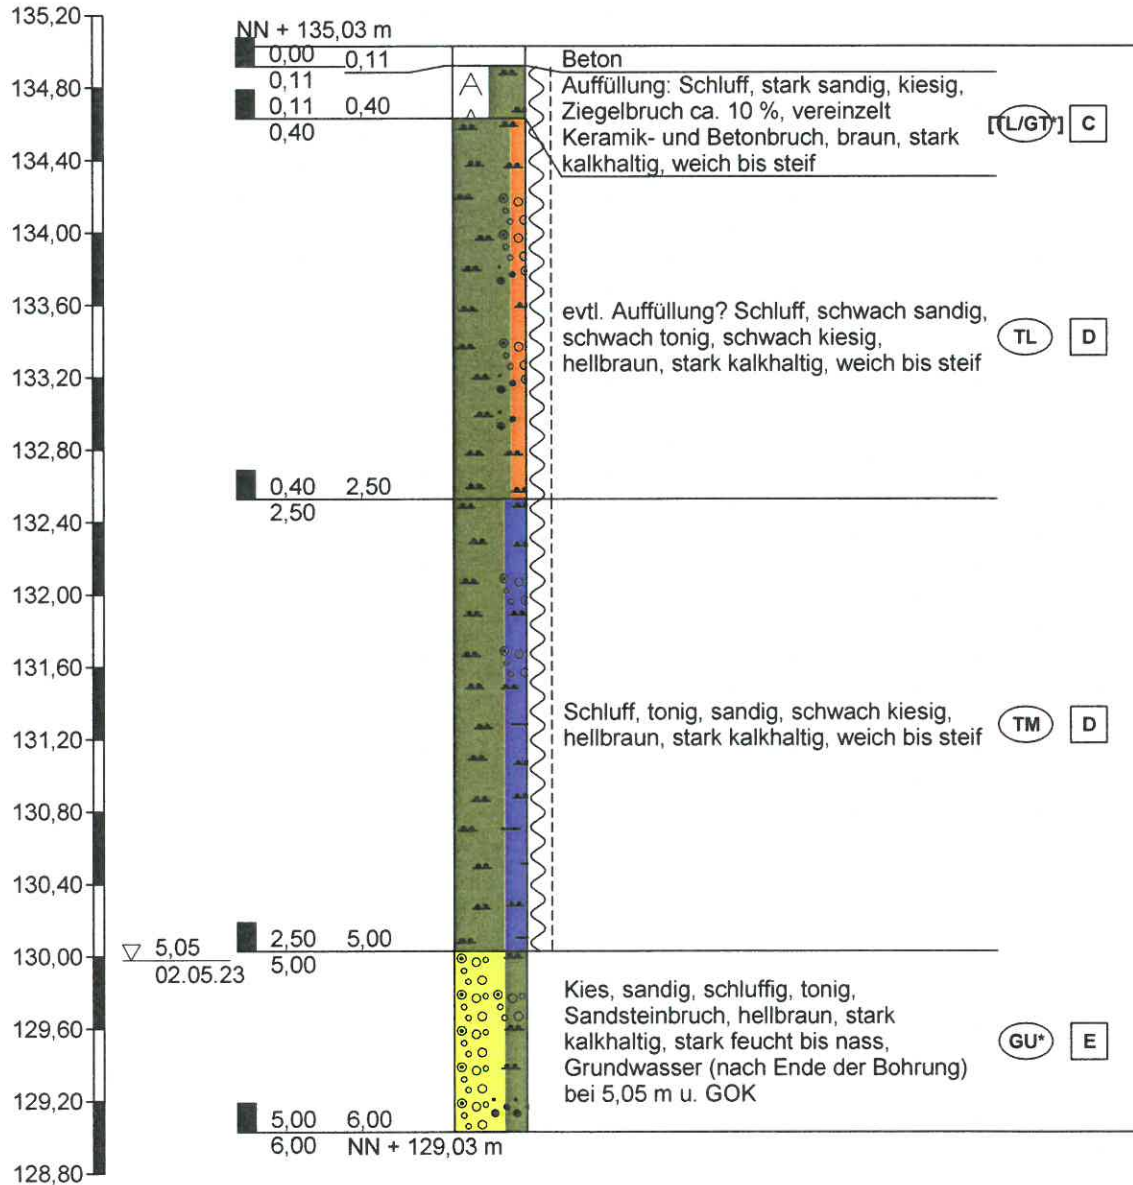 135,20
134,80
134,40
134,00
133,60
133,20
132,80
132,40
132,00
131,60
131,20
130,80
130,40
130,00
129,60
129,20
128,80
NN + 135,03 m
0,00 0,11
0,11
Beton
0,11 0,40
0,40
A
A
Auffüllung: Schluff, stark sandig, kiesig,
Ziegelbruch ca. 10 %, vereinzelt
Keramik- und Betonbruch, braun, stark
kalkhaltig, weich bis steif
[TL/GT*] C
evtl. Auffüllung? Schluff, schwach sandig,
schwach tonig, schwach kiesig,
hellbraun, stark kalkhaltig, weich bis steif
TL D
0,40 2,50
2,50
Schluff, tonig, sandig, schwach kiesig,
hellbraun, stark kalkhaltig, weich bis steif
TM D
2,50 5,00
5,00
5,05
02.05.23
Kies, sandig, schluffig, tonig,
Sandsteinbruch, hellbraun, stark
kalkhaltig, stark feucht bis nass,
Grundwasser (nach Ende der Bohrung)
bei 5,05 m u. GOK
GU* E
5,00 6,00
6,00 NN + 129,03 m